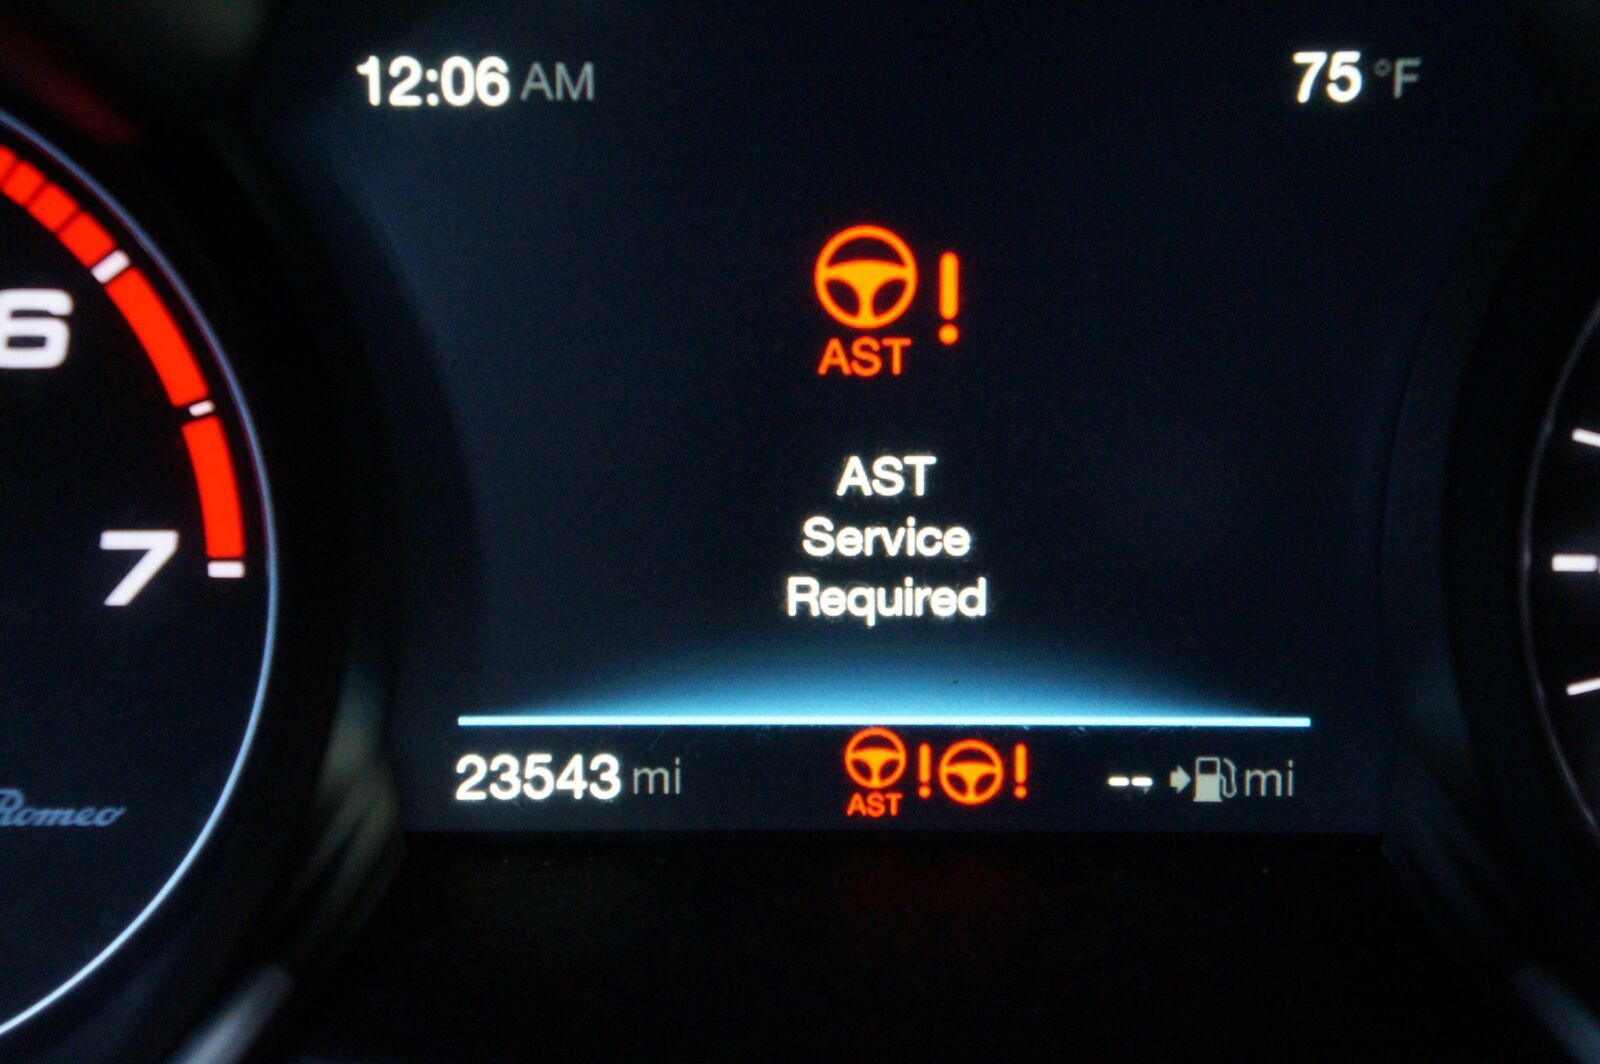 12:06 AM 75 °F
6
AST !
AST
Service
Required
7
23543 mi AST ! ! -- mi
Romeo